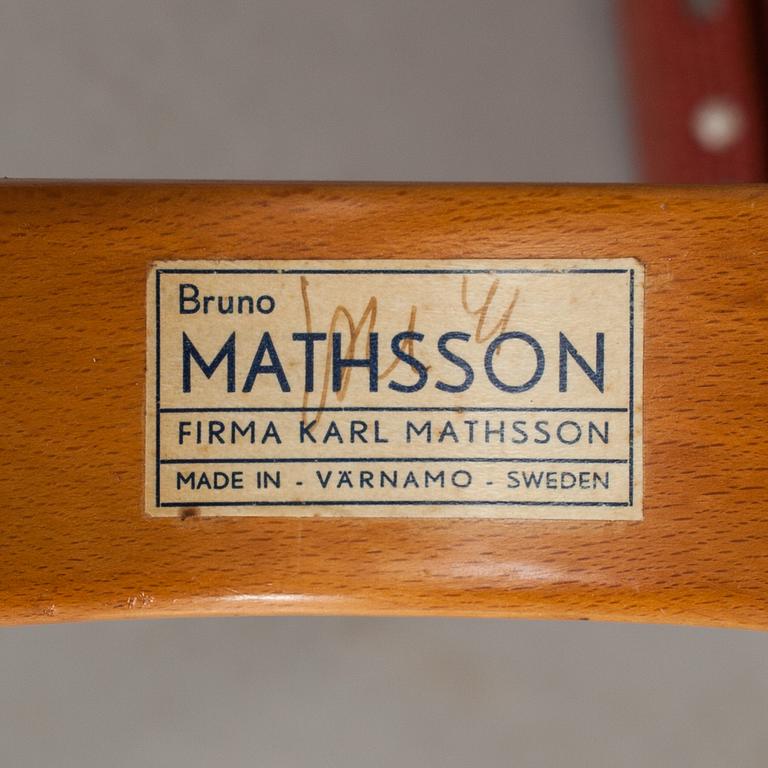 Bruno
MATHSSON
FIRMA KARL MATHSSON
MADE IN - VÄRNAMO - SWEDEN